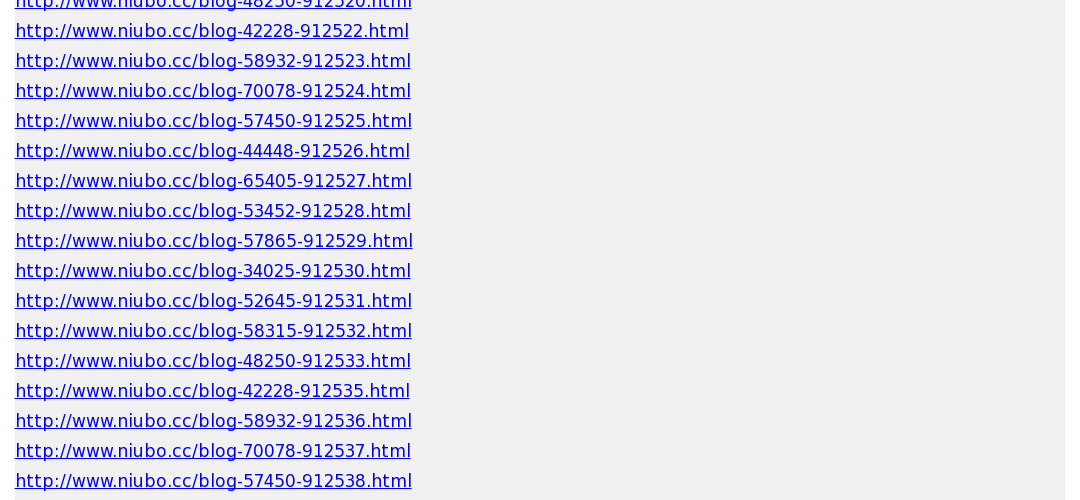 http://www.niubo.cc/blog-48250-912520.html
http://www.niubo.cc/blog-42228-912522.html
http://www.niubo.cc/blog-58932-912523.html
http://www.niubo.cc/blog-70078-912524.html
http://www.niubo.cc/blog-57450-912525.html
http://www.niubo.cc/blog-44448-912526.html
http://www.niubo.cc/blog-65405-912527.html
http://www.niubo.cc/blog-53452-912528.html
http://www.niubo.cc/blog-57865-912529.html
http://www.niubo.cc/blog-34025-912530.html
http://www.niubo.cc/blog-52645-912531.html
http://www.niubo.cc/blog-58315-912532.html
http://www.niubo.cc/blog-48250-912533.html
http://www.niubo.cc/blog-42228-912535.html
http://www.niubo.cc/blog-58932-912536.html
http://www.niubo.cc/blog-70078-912537.html
http://www.niubo.cc/blog-57450-912538.html